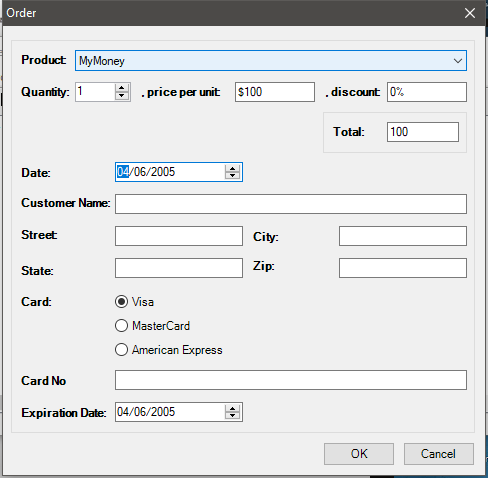 Order
Product: MyMoney
Quantity: 1 , price per unit: $100 , discount: 0%
Total: 100
Date: 04/06/2005
Customer Name:
Street: City:
State: Zip:
Card: Visa
MasterCard
American Express
Card No
Expiration Date: 04/06/2005
OK Cancel